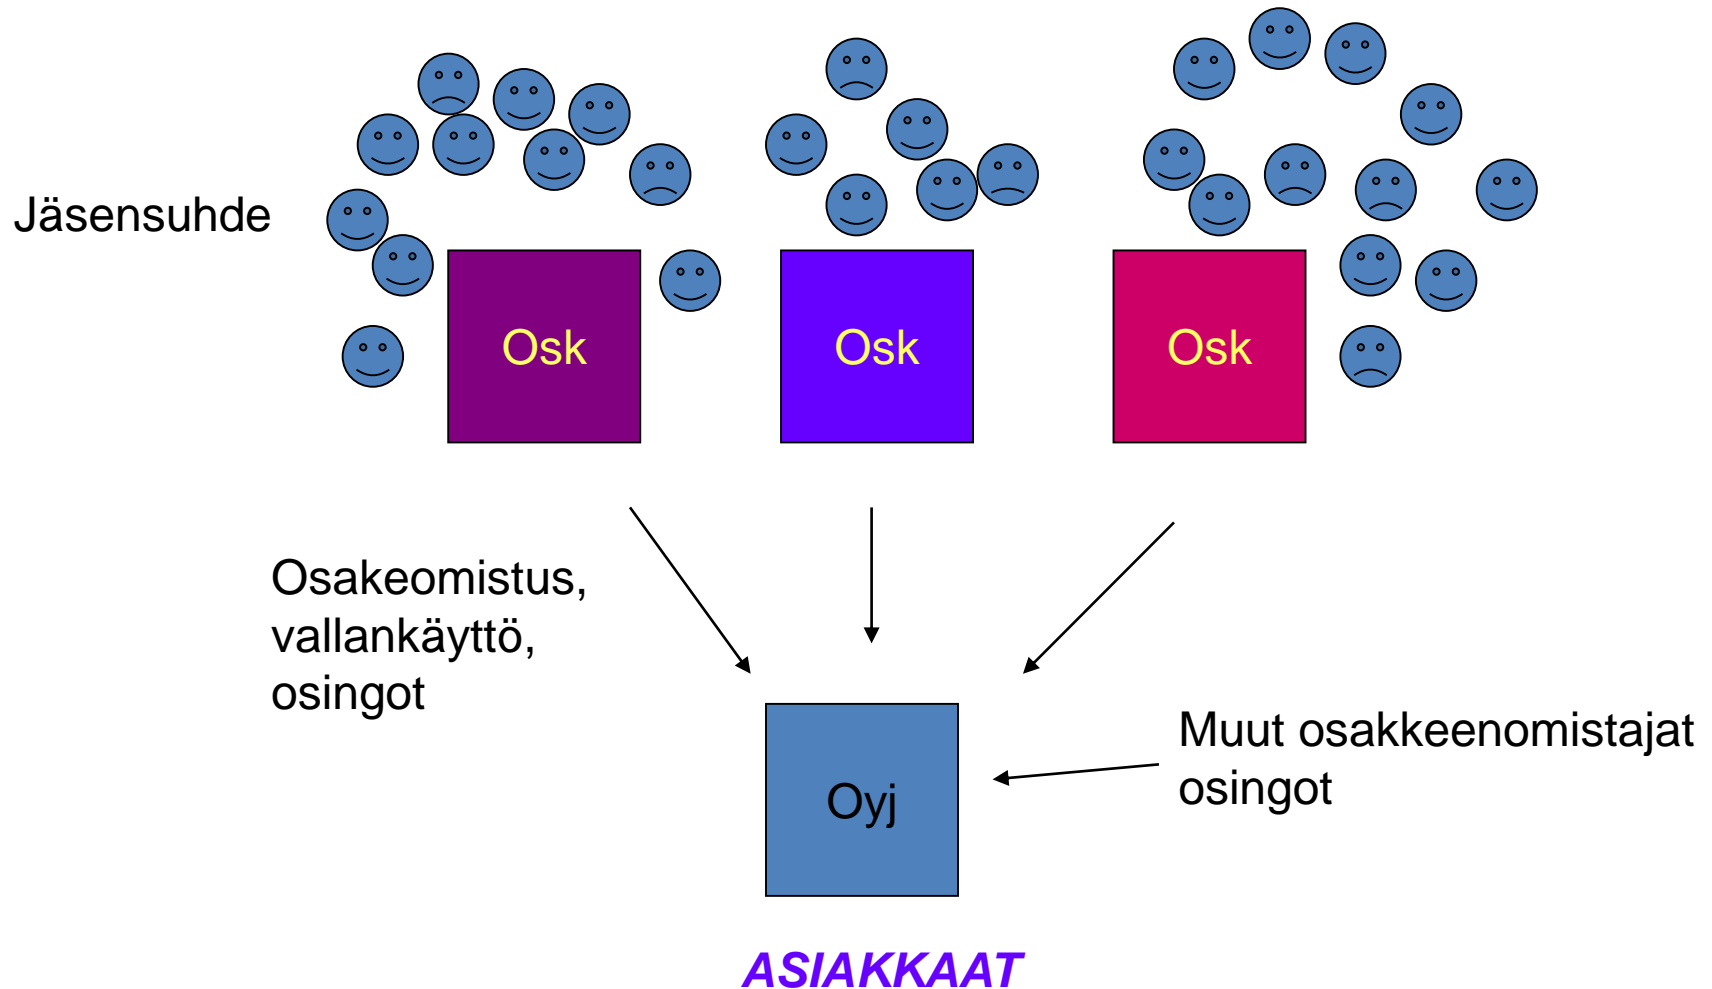 Jäsensuhde
Osk
Osk
Osk
Osakeomistus,
vallankäyttö,
osingot
Muut osakkeenomistajat
osingot
Oyj
ASIAKKAAT